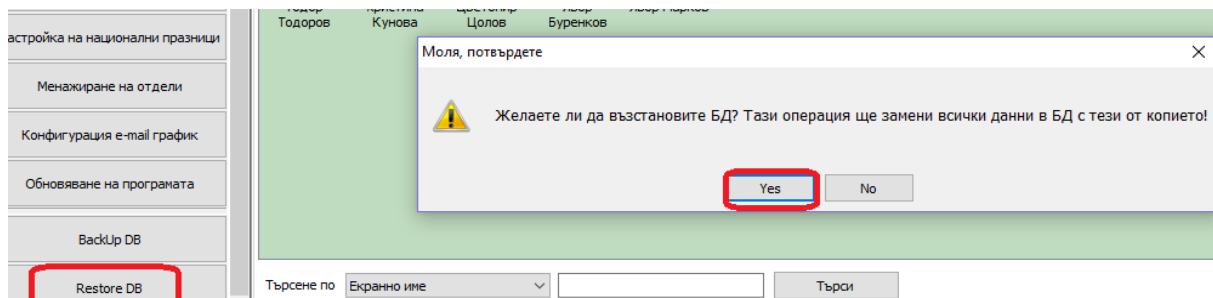 Тодоров Кунова Цолов Буренков
астройка на национални празници
Моля, потвърдете
Менажиране на отдели
Желаете ли да възстановите БД? Тази операция ще замени всички данни в БД с тези от копието!
Конфигурация e-mail график
Обновяване на програмата
Yes No
BackUp DB
Restore DB
Търсене по Екранно име Търси